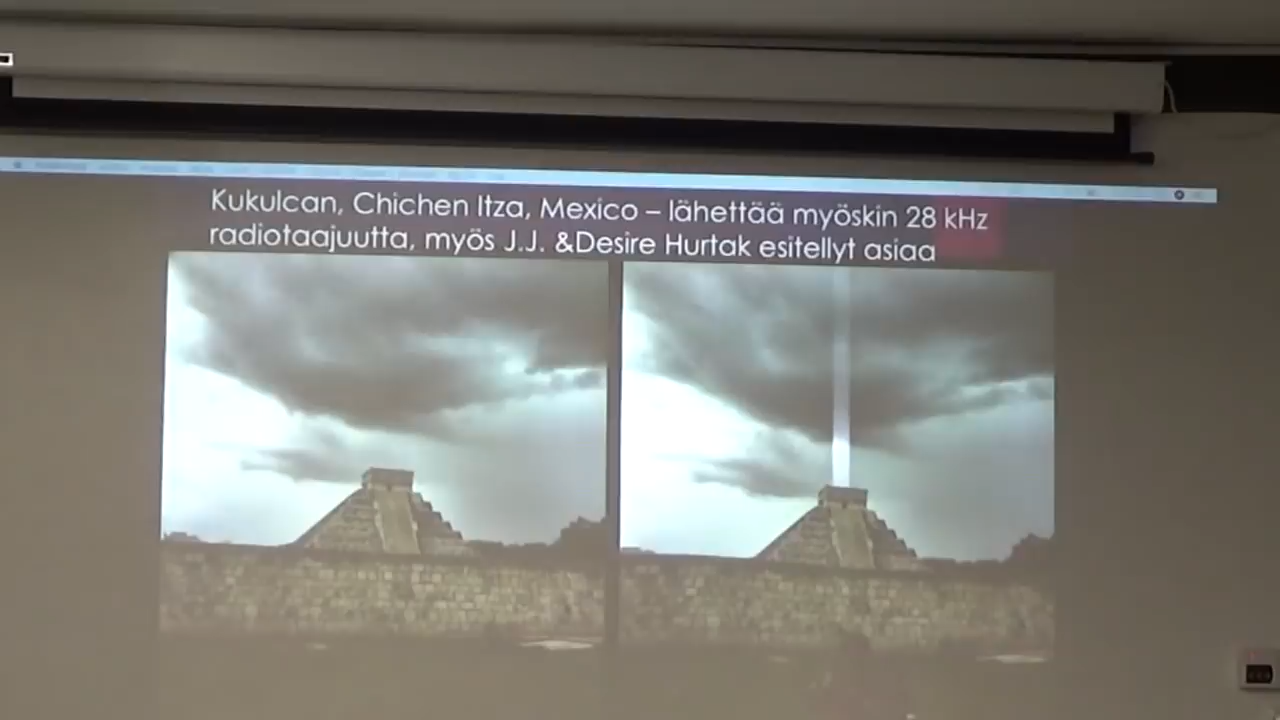 Kukulcan, Chichen Itza, Mexico – lähettää myöskin 28 kHz
radiotaajuutta, myös J.J. &Desire Hurtak esitellyt asiaa